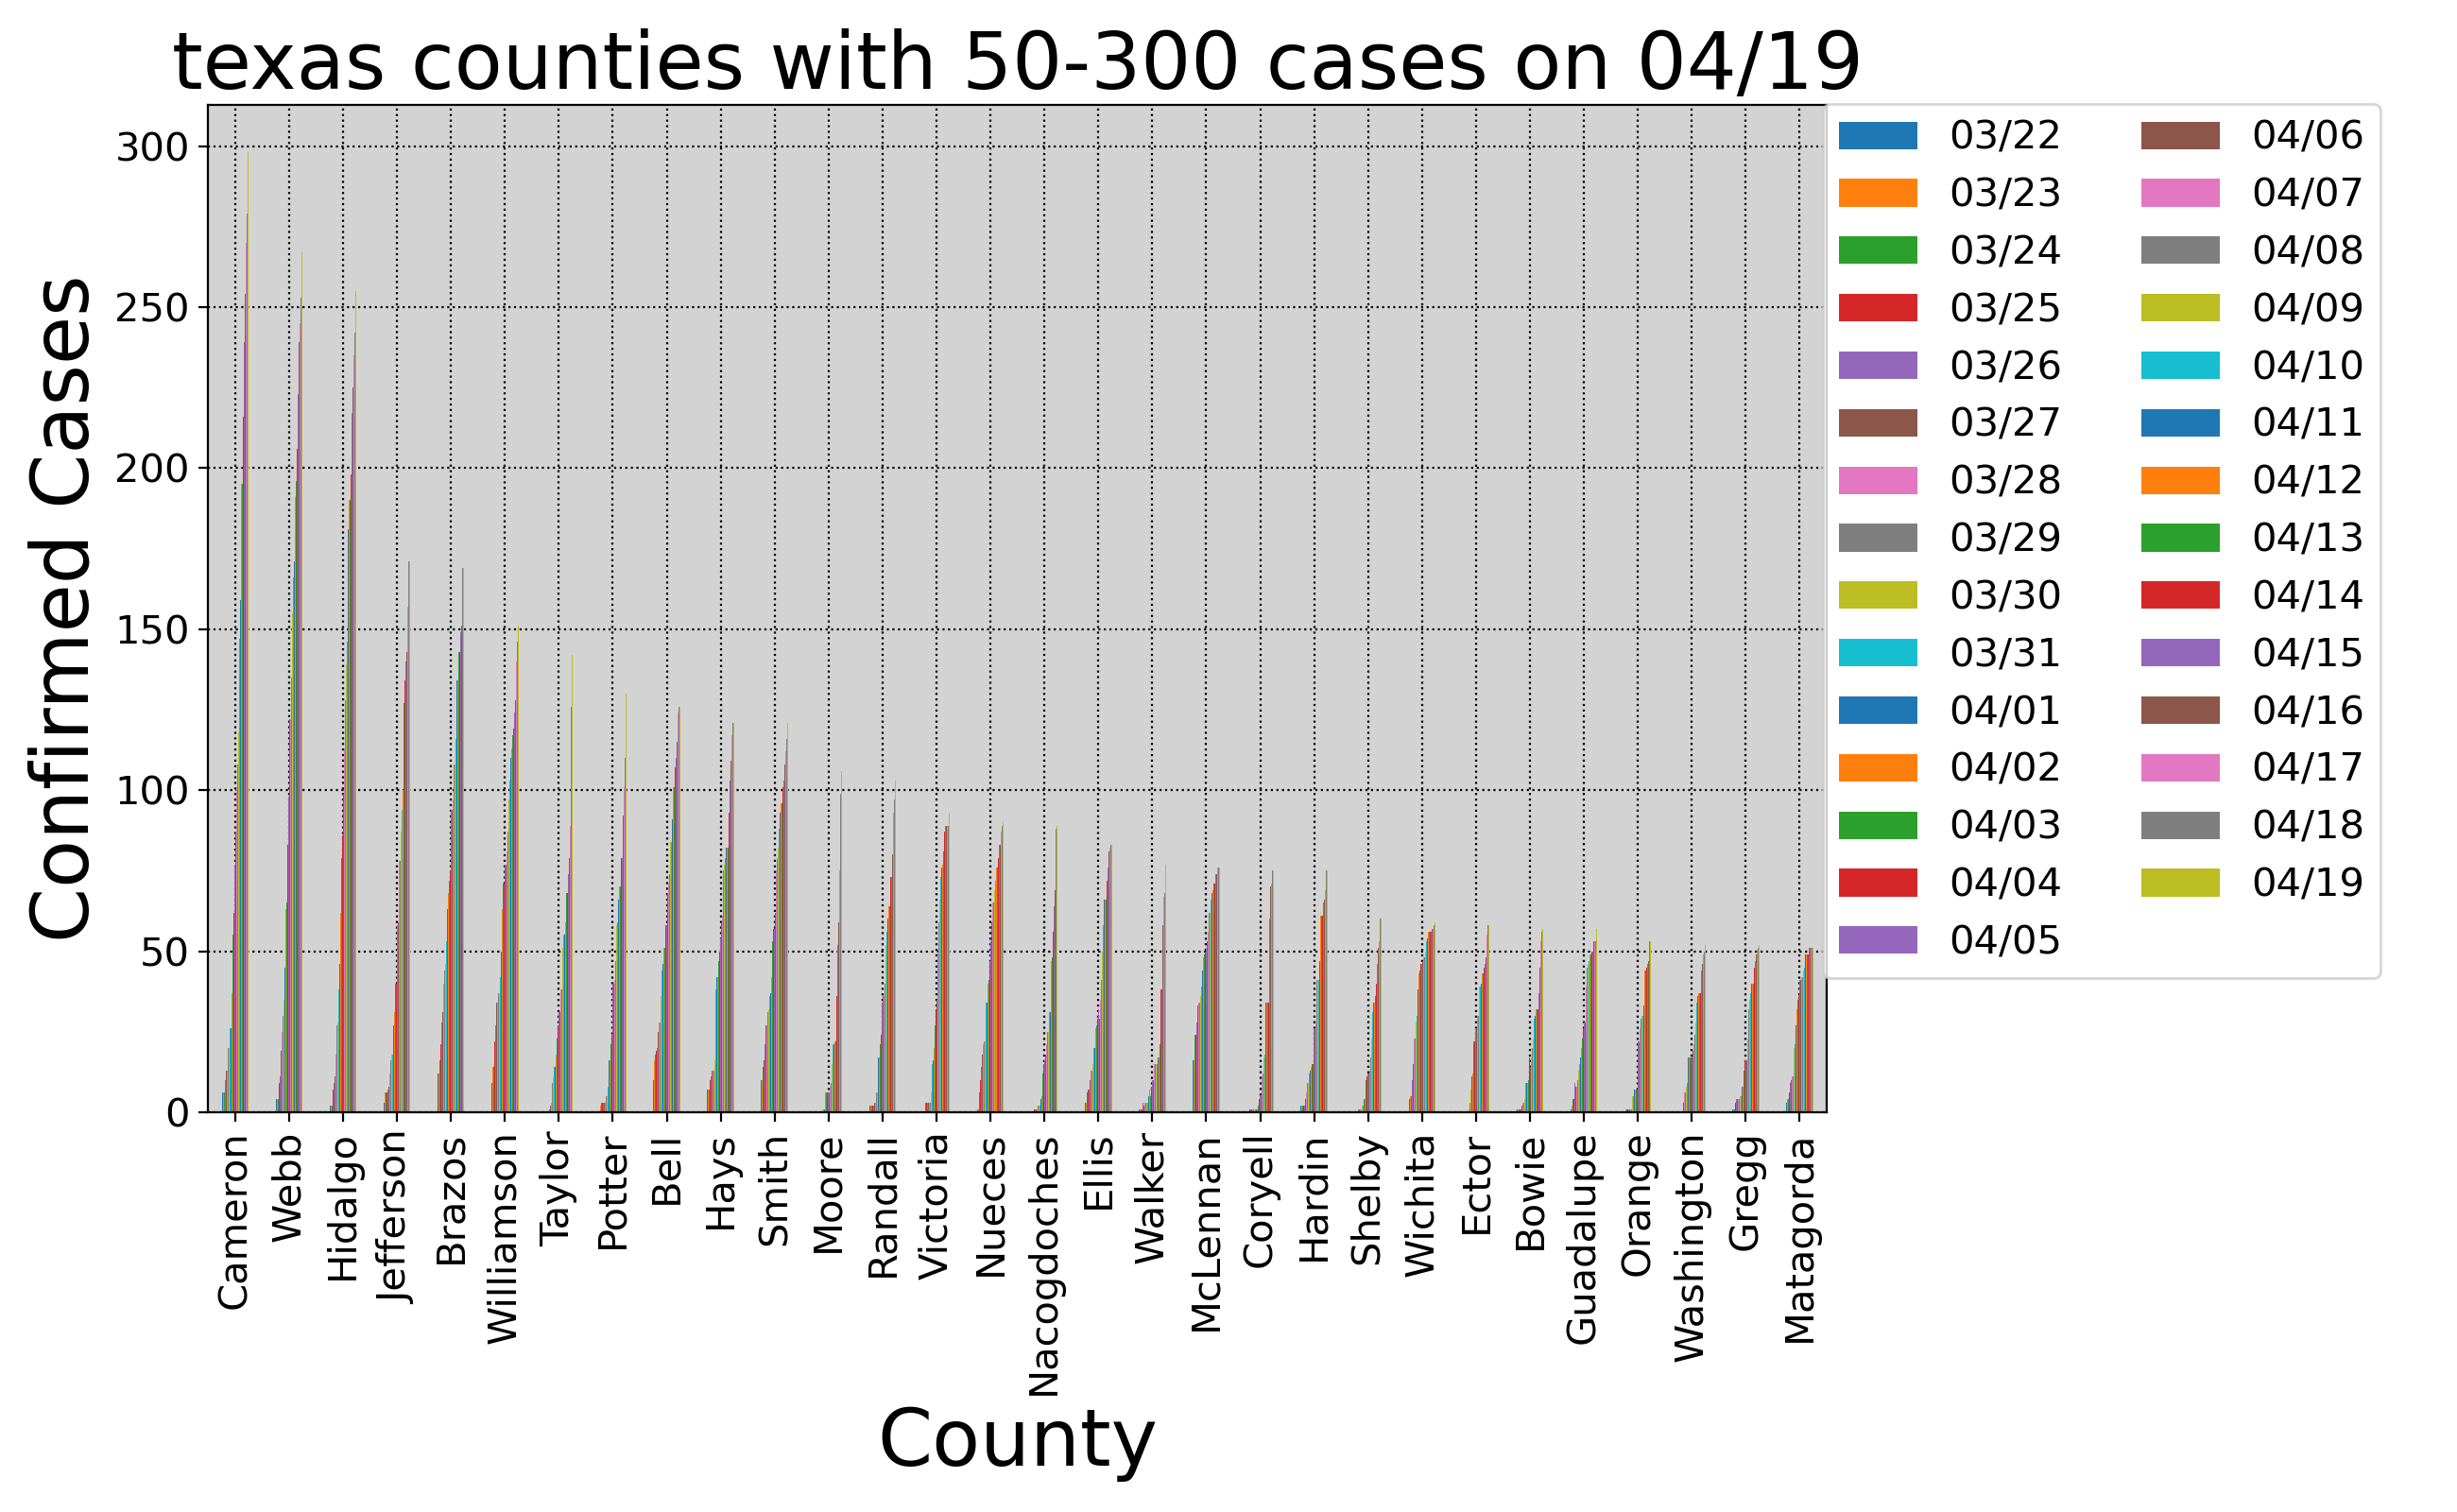 texas counties with 50-300 cases on 04/19
Confirmed Cases
300
250
200
150
100
50
0
03/22
03/23
03/24
03/25
03/26
03/27
03/28
03/29
03/30
03/31
04/01
04/02
04/03
04/04
04/05
04/06
04/07
04/08
04/09
04/10
04/11
04/12
04/13
04/14
04/15
04/16
04/17
04/18
04/19
Cameron
Webb
Hidalgo
Jefferson
Brazos
Williamson
Taylor
Potter
Bell
Hays
Smith
Moore
Randall
Victoria
Nueces
Nacogdoches
Ellis
Walker
McLennan
Coryell
Hardin
Shelby
Wichita
Ector
Bowie
Guadalupe
Orange
Washington
Gregg
Matagorda
County